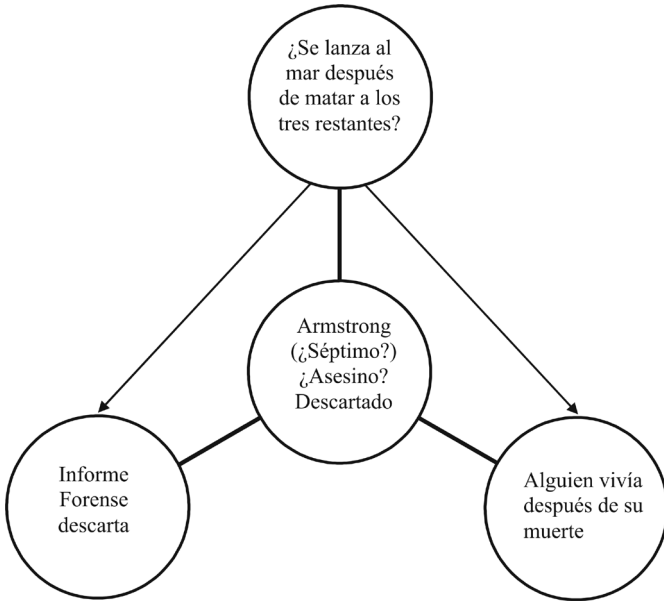 ¿Se lanza al
mar después
de matar a los
tres restantes?
Armstrong
(¿Séptimo?)
¿Asesino?
Descartado
Informe
Forense
descarta
Alguien vivía
después de su
muerte